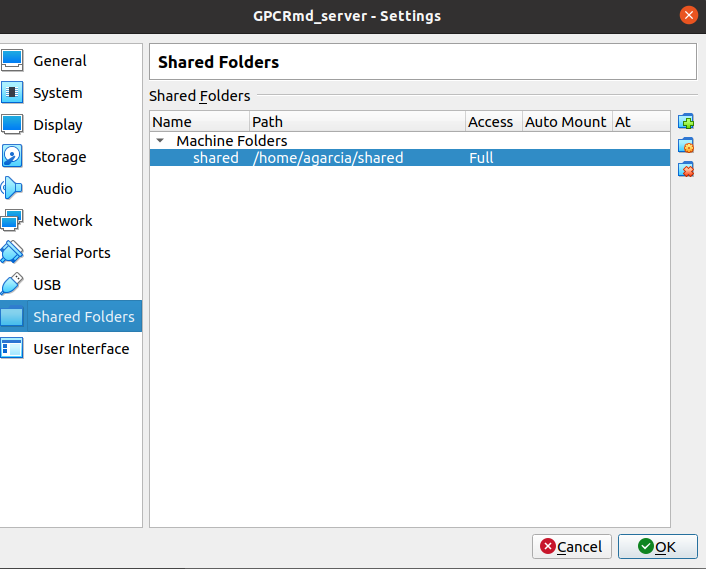 GPCRmd_server - Settings
General
System
Display
Storage
Audio
Network
Serial Ports
USB
Shared Folders
User Interface
Shared Folders
Shared Folders
Name Path Access Auto Mount At
Machine Folders
shared /home/agarcia/shared Full
Cancel OK